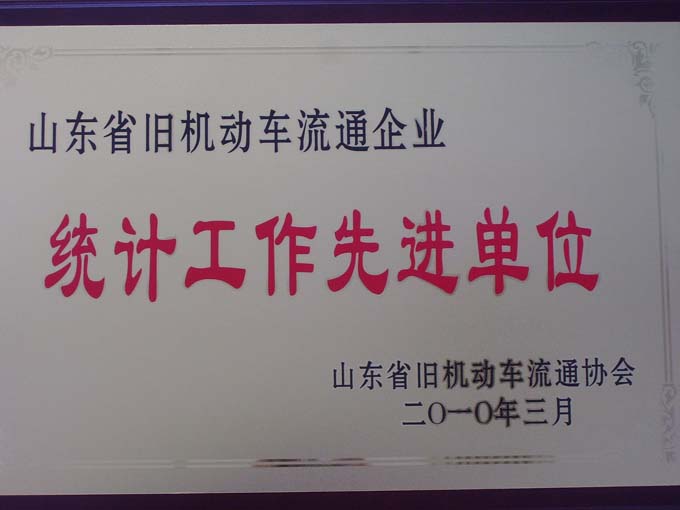 山东省旧机动车流通企业
统计工作先进单位
山东省旧机动车流通协会
二〇一〇年三月